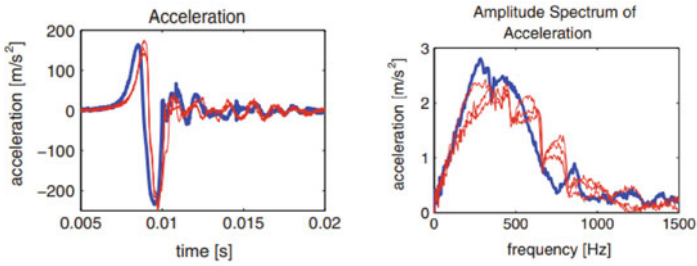 Acceleration
200
100
0
−100
−200
acceleration [m/s²]
0.005
0.01
0.015
0.02
time [s]
Amplitude Spectrum of
Acceleration
3
2
1
0
acceleration [m/s²]
0
500
1000
1500
frequency [Hz]